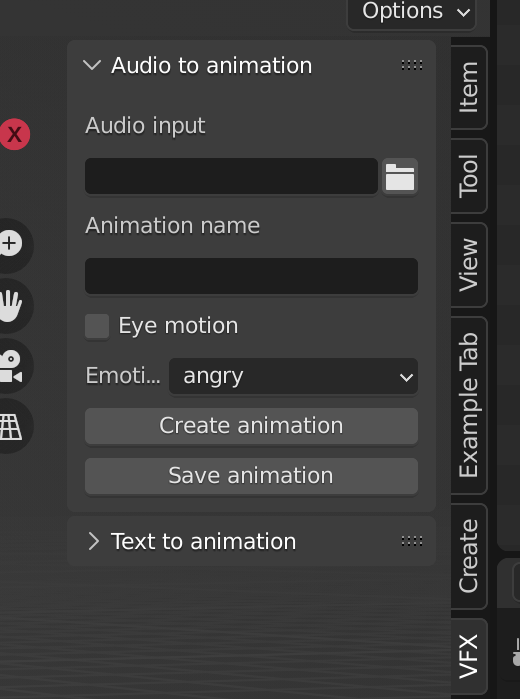 Options
Audio to animation
Audio input
Animation name
Eye motion
Emoti... angry
Create animation
Save animation
Text to animation
X
Item
Tool
View
Example Tab
Create
VFX